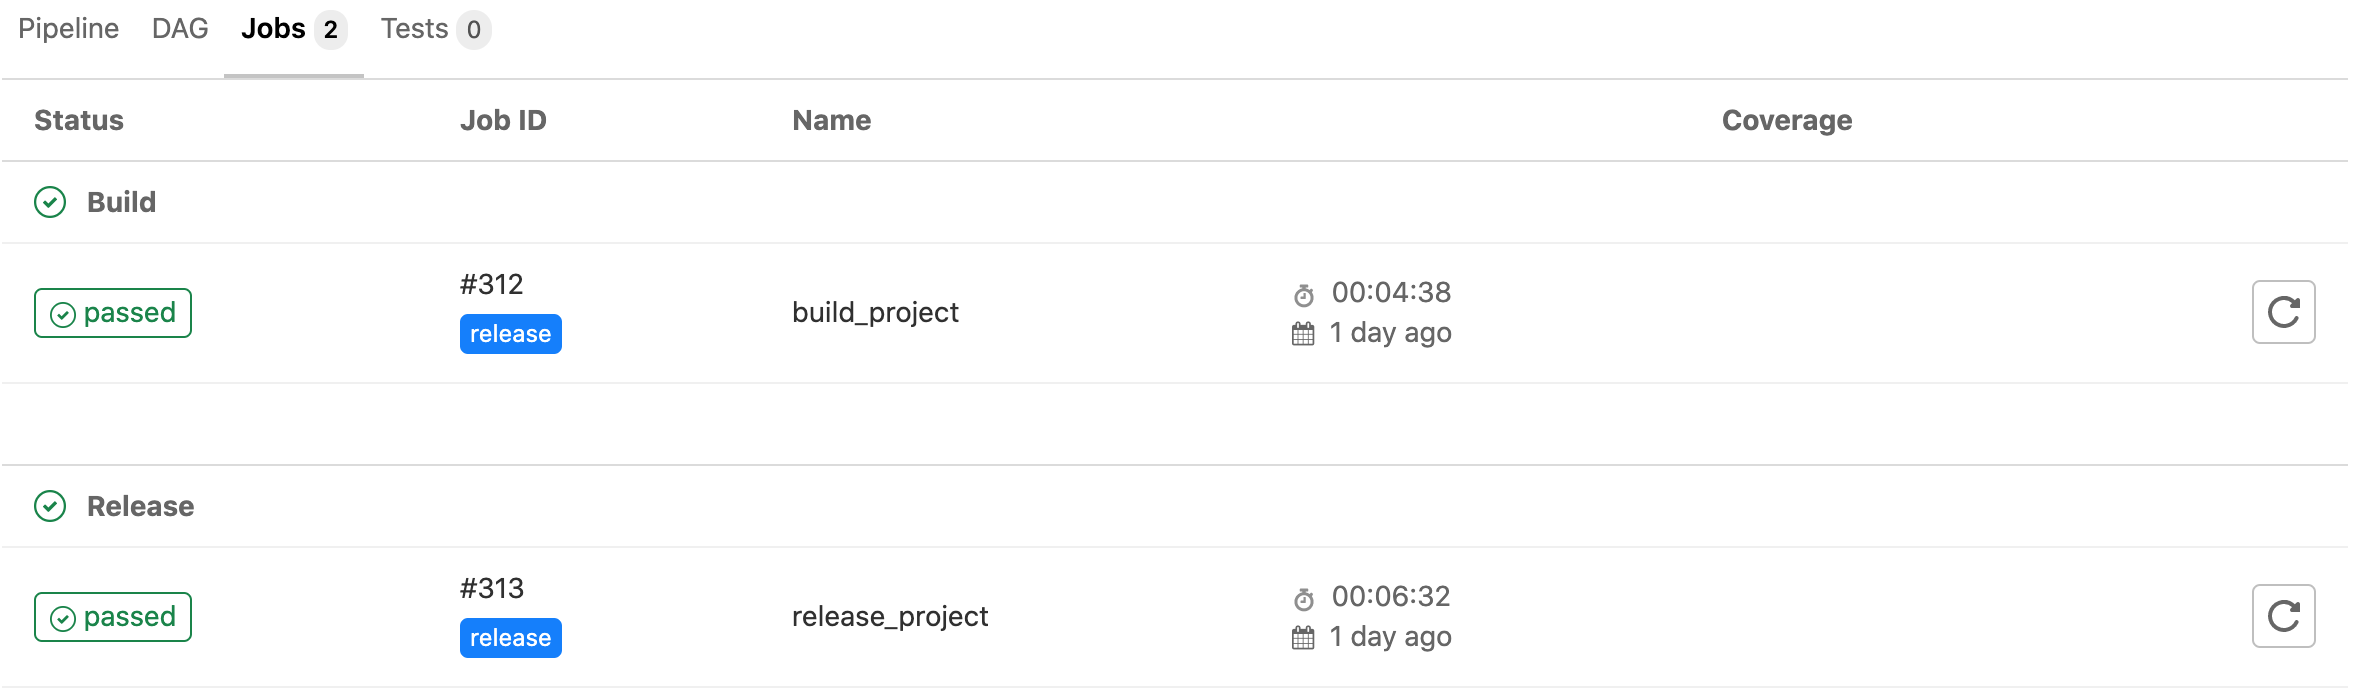 Pipeline DAG Jobs 2 Tests 0
Status Job ID Name Coverage
Build
passed #312 release build_project 00:04:38 1 day ago
Release
passed #313 release release_project 00:06:32 1 day ago